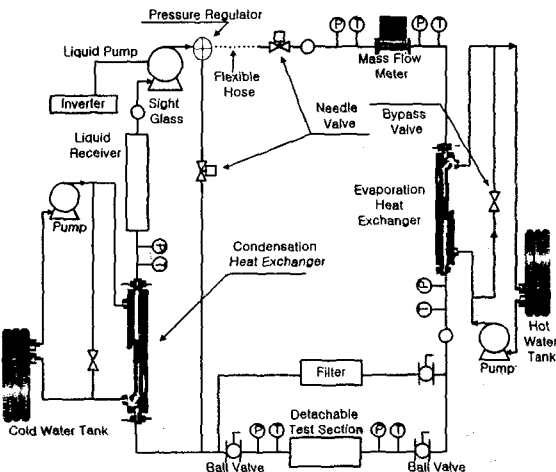 Pressure Regulator
P
T
P
T
Liquid Pump
Mass Flow
Meter
Flexible
Hose
Inverter
Sight
Glass
Needle
Valve
Bypass
Valve
Liquid
Receiver
Evaporation
Heat
Exchanger
Pump
Condensation
Heat Exchanger
P
T
Hot
Water
Tank
Pump
Filter
Detachable
Test Section
P
T
P
T
Cold Water Tank
Ball Valve
Ball Valve